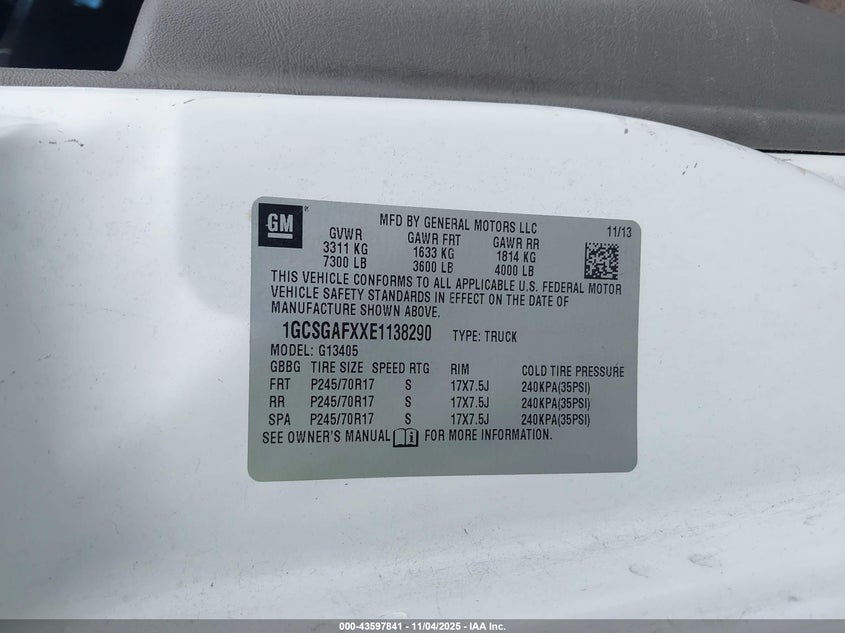 GM
MFD BY GENERAL MOTORS LLC
11/13
GVWR GAWR FRT GAWR RR
3311 KG 1633 KG 1814 KG
7300 LB 3600 LB 4000 LB
THIS VEHICLE CONFORMS TO ALL APPLICABLE U.S. FEDERAL MOTOR
VEHICLE SAFETY STANDARDS IN EFFECT ON THE DATE OF
MANUFACTURE SHOWN ABOVE.
1GCSGAFXXE1138290 TYPE: TRUCK
MODEL: G13405
GBBG TIRE SIZE SPEED RTG RIM COLD TIRE PRESSURE
FRT P245/70R17 S 17X7.5J 240KPA(35PSI)
RR P245/70R17 S 17X7.5J 240KPA(35PSI)
SPA P245/70R17 S 17X7.5J 240KPA(35PSI)
SEE OWNER'S MANUAL i FOR MORE INFORMATION.
000-43597841 - 11/04/2025 - IAA Inc.